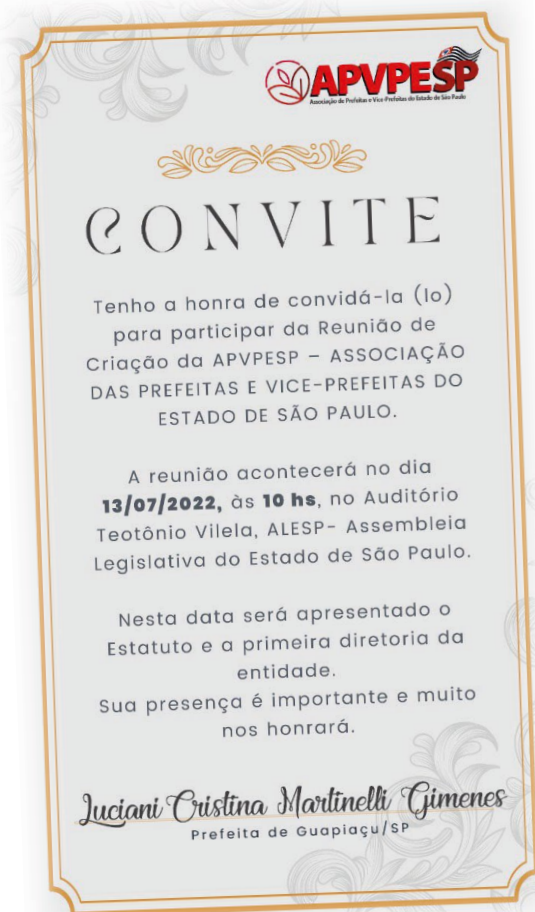 APVPESP
Associação de Prefeitas e Vice-Prefeitas do Estado de São Paulo
CONVITE
Tenho a honra de convidá-la (lo)
para participar da Reunião de
Criação da APVPESP – ASSOCIAÇÃO
DAS PREFEITAS E VICE-PREFEITAS DO
ESTADO DE SÃO PAULO.
A reunião acontecerá no dia
13/07/2022, às 10 hs, no Auditório
Teotônio Vilela, ALESP- Assembleia
Legislativa do Estado de São Paulo.
Nesta data será apresentado o
Estatuto e a primeira diretoria da
entidade.
Sua presença é importante e muito
nos honrará.
Luciani Cristina Martinelli Gimenes
Prefeita de Guapiaçu/SP